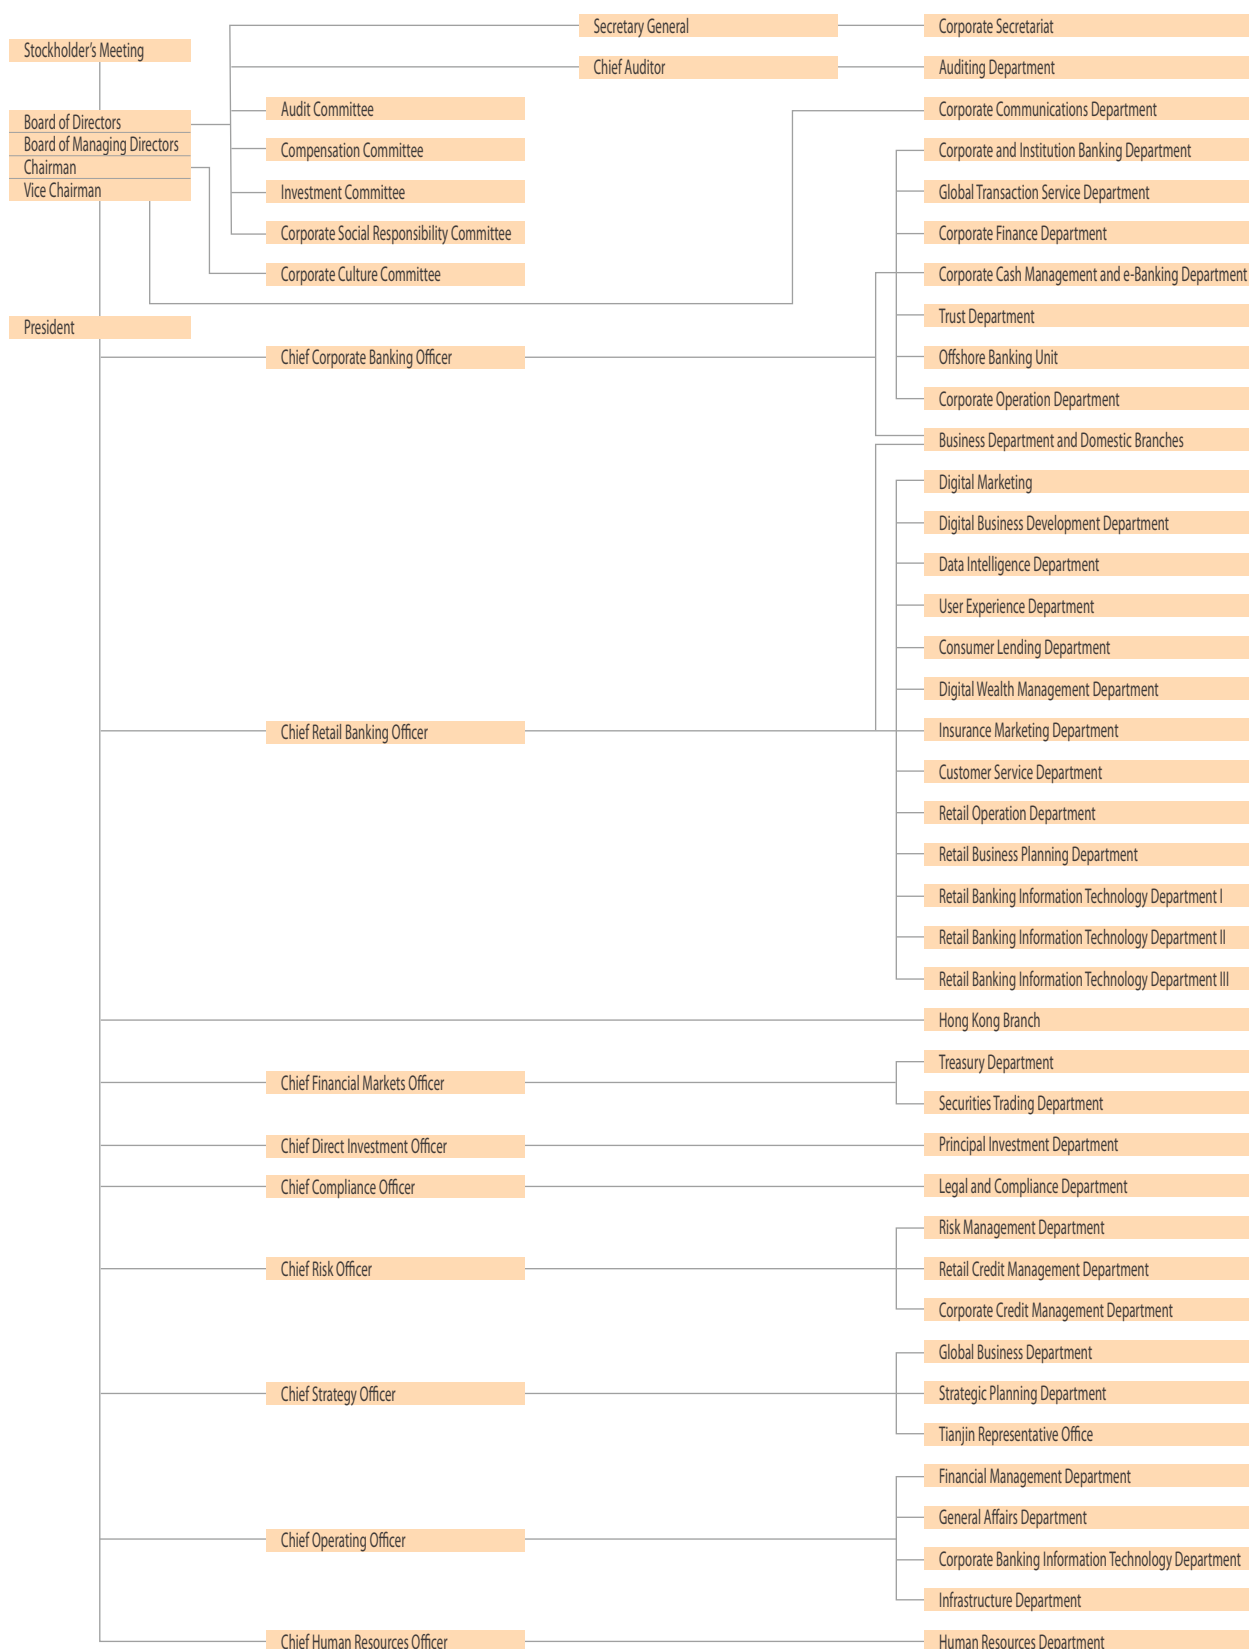 Stockholder's Meeting
Board of Directors
Board of Managing Directors
Chairman
Vice Chairman
President
Secretary General
Chief Auditor
Audit Committee
Compensation Committee
Investment Committee
Corporate Social Responsibility Committee
Corporate Culture Committee
Chief Corporate Banking Officer
Chief Retail Banking Officer
Chief Financial Markets Officer
Chief Direct Investment Officer
Chief Compliance Officer
Chief Risk Officer
Chief Strategy Officer
Chief Operating Officer
Chief Human Resources Officer
Corporate Secretariat
Auditing Department
Corporate Communications Department
Corporate and Institution Banking Department
Global Transaction Service Department
Corporate Finance Department
Corporate Cash Management and e-Banking Department
Trust Department
Offshore Banking Unit
Corporate Operation Department
Business Department and Domestic Branches
Digital Marketing
Digital Business Development Department
Data Intelligence Department
User Experience Department
Consumer Lending Department
Digital Wealth Management Department
Insurance Marketing Department
Customer Service Department
Retail Operation Department
Retail Business Planning Department
Retail Banking Information Technology Department I
Retail Banking Information Technology Department II
Retail Banking Information Technology Department III
Hong Kong Branch
Treasury Department
Securities Trading Department
Principal Investment Department
Legal and Compliance Department
Risk Management Department
Retail Credit Management Department
Corporate Credit Management Department
Global Business Department
Strategic Planning Department
Tianjin Representative Office
Financial Management Department
General Affairs Department
Corporate Banking Information Technology Department
Infrastructure Department
Human Resources Department